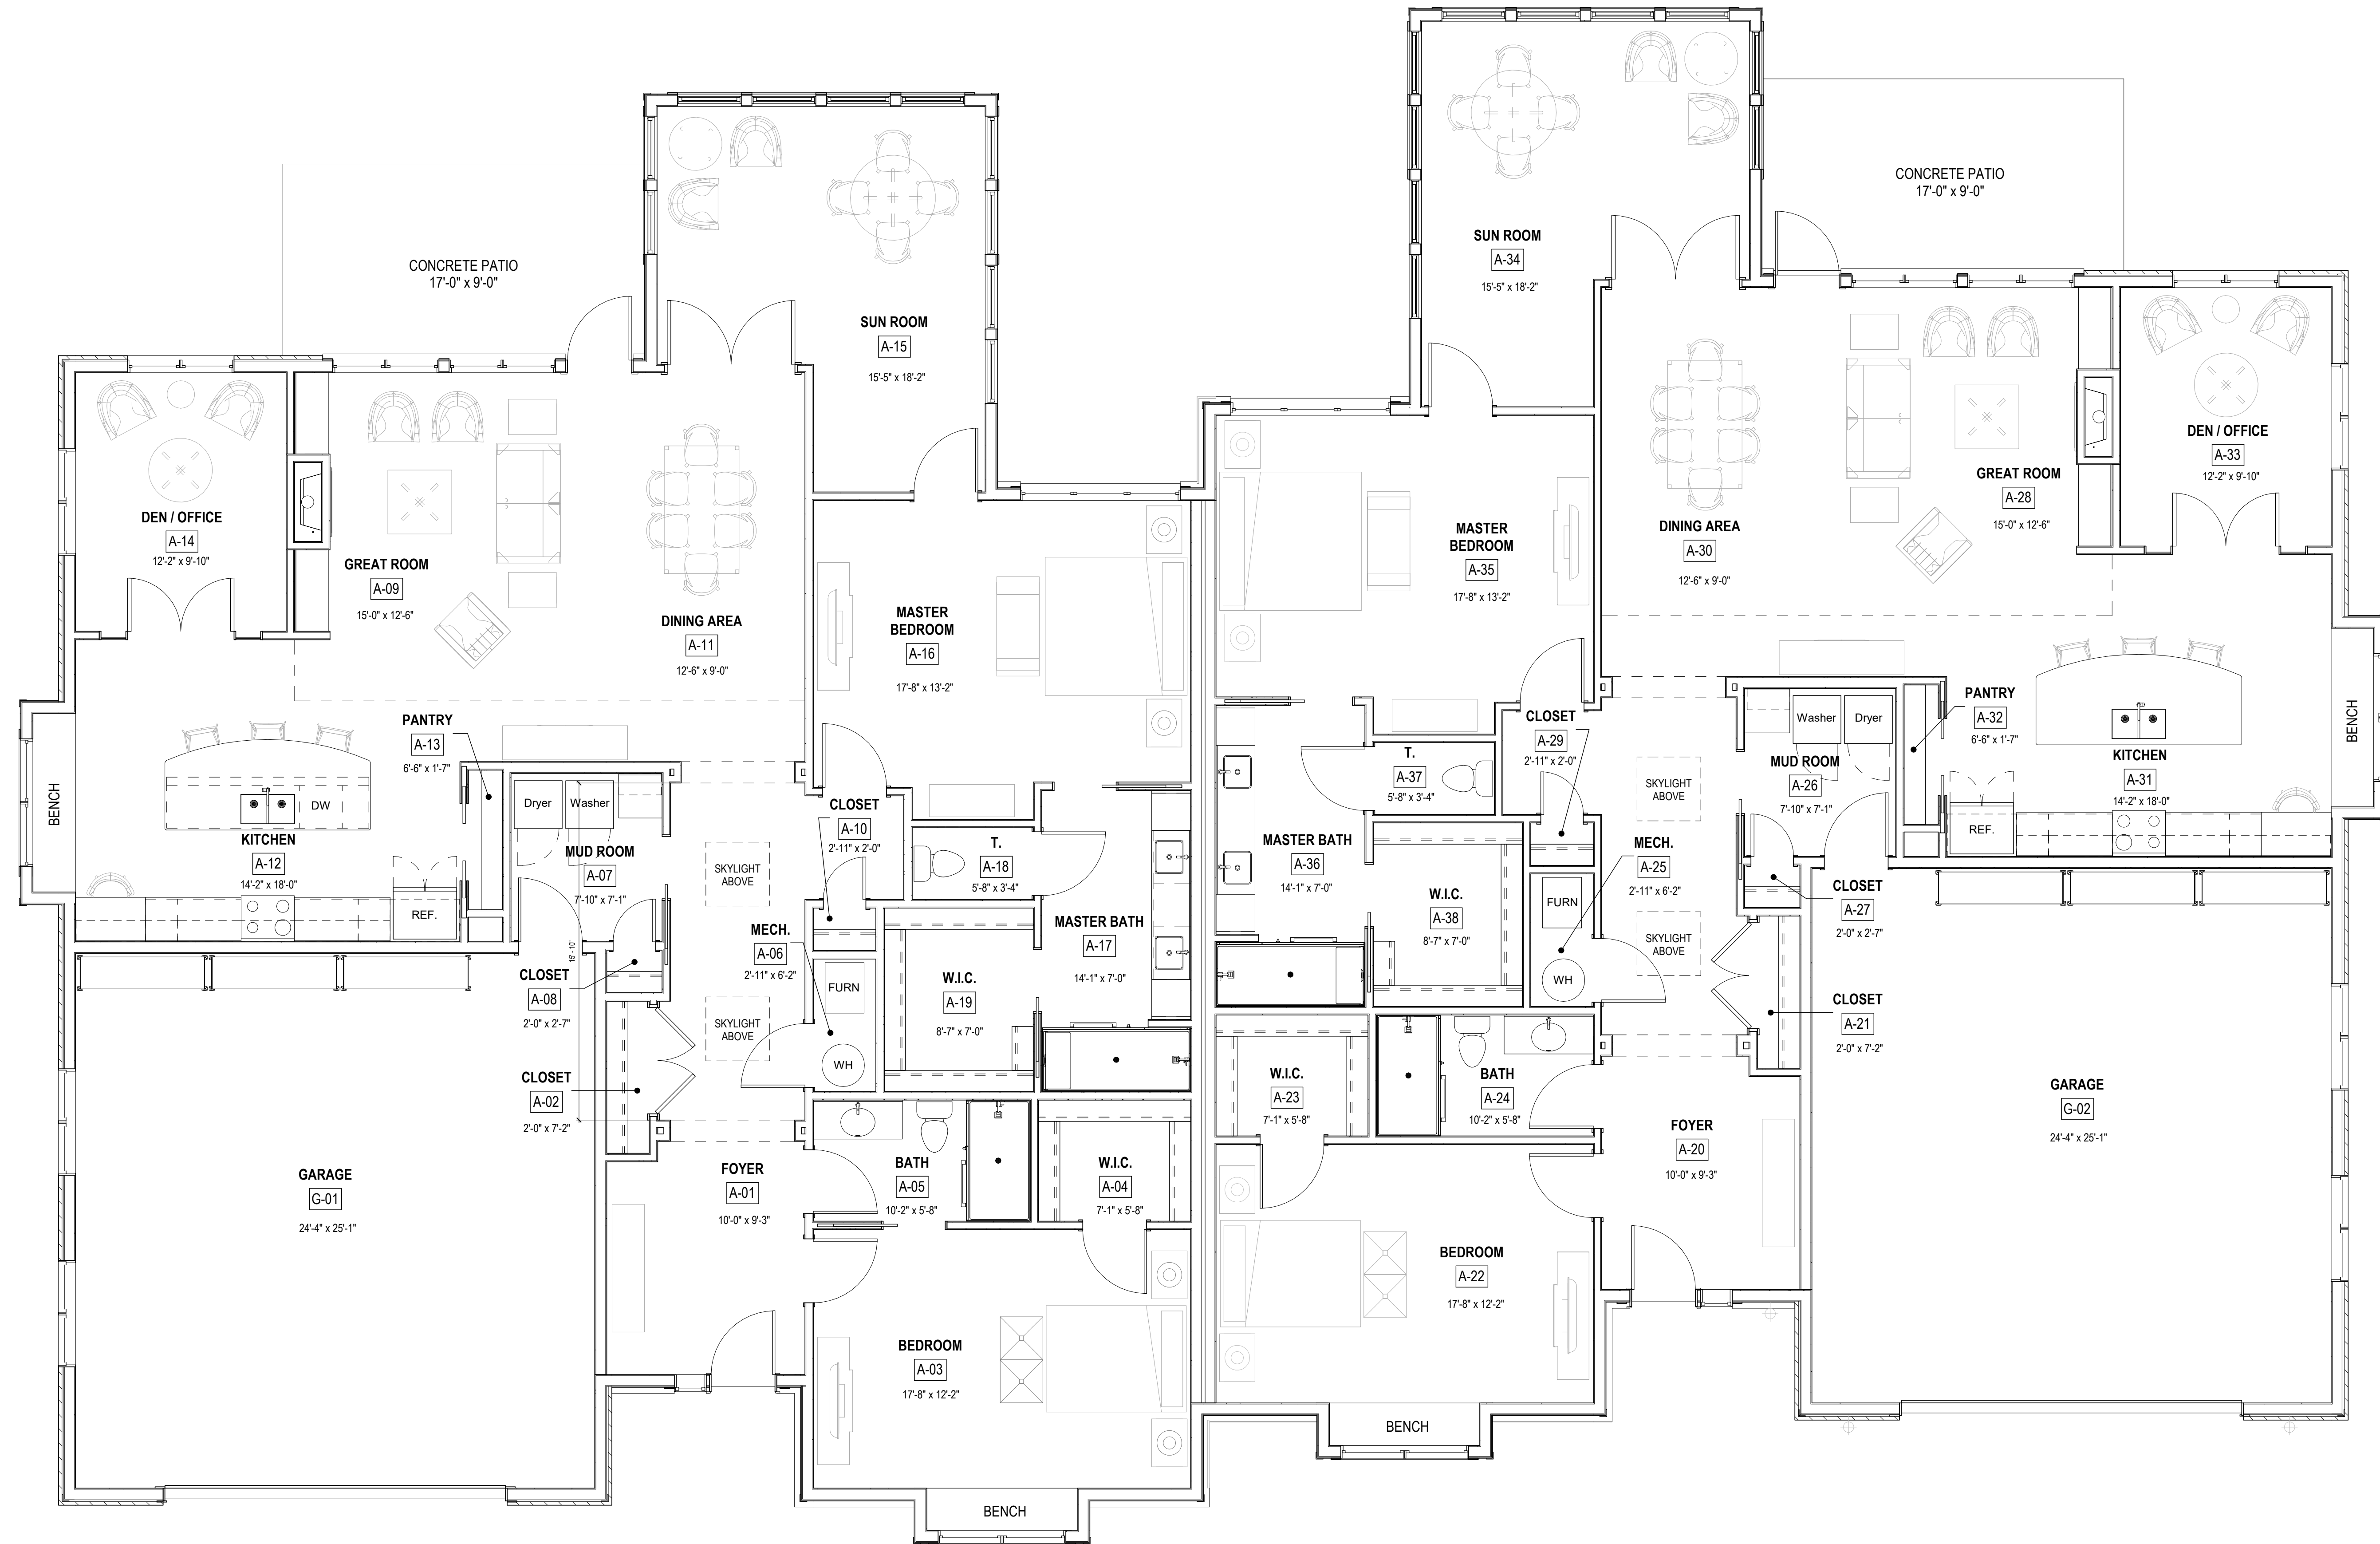 CONCRETE PATIO
17'-0" x 9'-0"
SUN ROOM
A-15
15'-5" x 18'-2"
DEN / OFFICE
A-14
12'-2" x 9'-10"
GREAT ROOM
A-09
15'-0" x 12'-6"
DINING AREA
A-11
12'-6" x 9'-0"
MASTER
BEDROOM
A-16
17'-8" x 13'-2"
PANTRY
A-13
6'-6" x 1'-7"
BENCH
DW
KITCHEN
A-12
14'-2" x 18'-0"
REF.
Dryer
Washer
MUD ROOM
A-07
7'-10" x 7'-1"
15' - 10"
SKYLIGHT
ABOVE
CLOSET
A-10
2'-11" x 2'-0"
T.
A-18
5'-8" x 3'-4"
MASTER BATH
A-17
14'-1" x 7'-0"
MECH.
A-06
2'-11" x 6'-2"
FURN
WH
W.I.C.
A-19
8'-7" x 7'-0"
CLOSET
A-08
2'-0" x 2'-7"
SKYLIGHT
ABOVE
CLOSET
A-02
2'-0" x 7'-2"
GARAGE
G-01
24'-4" x 25'-1"
FOYER
A-01
10'-0" x 9'-3"
BATH
A-05
10'-2" x 5'-8"
W.I.C.
A-04
7'-1" x 5'-8"
BEDROOM
A-03
17'-8" x 12'-2"
BENCH
SUN ROOM
A-34
15'-5" x 18'-2"
CONCRETE PATIO
17'-0" x 9'-0"
DEN / OFFICE
A-33
12'-2" x 9'-10"
GREAT ROOM
A-28
15'-0" x 12'-6"
DINING AREA
A-30
12'-6" x 9'-0"
MASTER
BEDROOM
A-35
17'-8" x 13'-2"
CLOSET
A-29
2'-11" x 2'-0"
T.
A-37
5'-8" x 3'-4"
MASTER BATH
A-36
14'-1" x 7'-0"
W.I.C.
A-38
8'-7" x 7'-0"
SKYLIGHT
ABOVE
Washer
Dryer
MUD ROOM
A-26
7'-10" x 7'-1"
PANTRY
A-32
6'-6" x 1'-7"
KITCHEN
A-31
14'-2" x 18'-0"
REF.
BENCH
MECH.
A-25
2'-11" x 6'-2"
FURN
WH
SKYLIGHT
ABOVE
CLOSET
A-27
2'-0" x 2'-7"
CLOSET
A-21
2'-0" x 7'-2"
W.I.C.
A-23
7'-1" x 5'-8"
BATH
A-24
10'-2" x 5'-8"
FOYER
A-20
10'-0" x 9'-3"
GARAGE
G-02
24'-4" x 25'-1"
BEDROOM
A-22
17'-8" x 12'-2"
BENCH